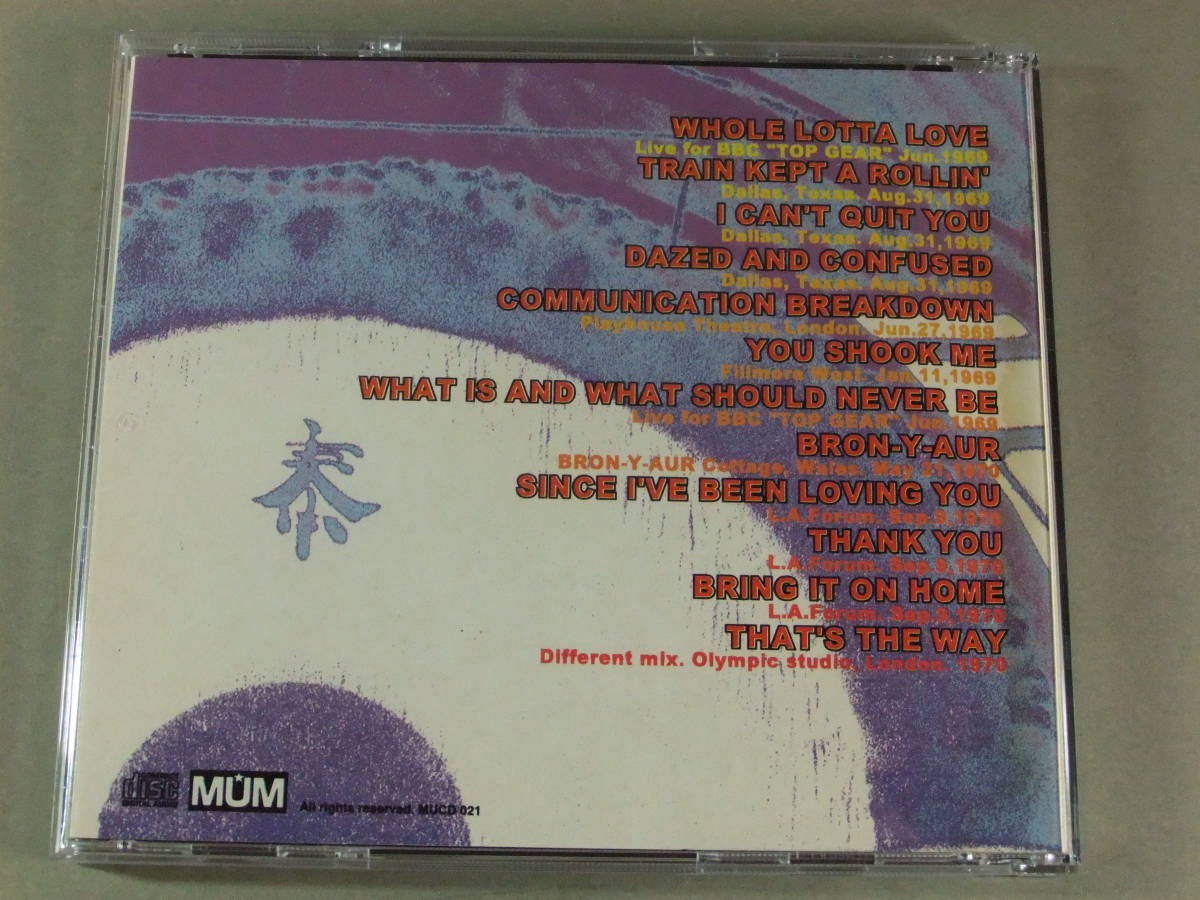 WHOLE LOTTA LOVE
Live for BBC "TOP GEAR" Jun.1969
TRAIN KEPT A ROLLIN'
Dallas, Texas. Aug.31,1969
I CAN'T QUIT YOU
Dallas, Texas. Aug.31,1969
DAZED AND CONFUSED
Dallas, Texas. Aug.31,1969
COMMUNICATION BREAKDOWN
Playhouse Theatre, London. Jun.27,1969
YOU SHOOK ME
Fillmore West. Jan.11,1969
WHAT IS AND WHAT SHOULD NEVER BE
Live for BBC "TOP GEAR" Jun.1969
BRON-Y-AUR
BRON-Y-AUR Cottage, Wales. May 21,1970
SINCE I'VE BEEN LOVING YOU
L.A.Forum. Sep.9,1970
THANK YOU
L.A.Forum. Sep.9,1970
BRING IT ON HOME
L.A.Forum. Sep.9,1970
THAT'S THE WAY
Different mix. Olympic studio, London. 1970
泰
COMPACT
disc
DIGITAL AUDIO
MUM
All rights reserved. MUCD 021